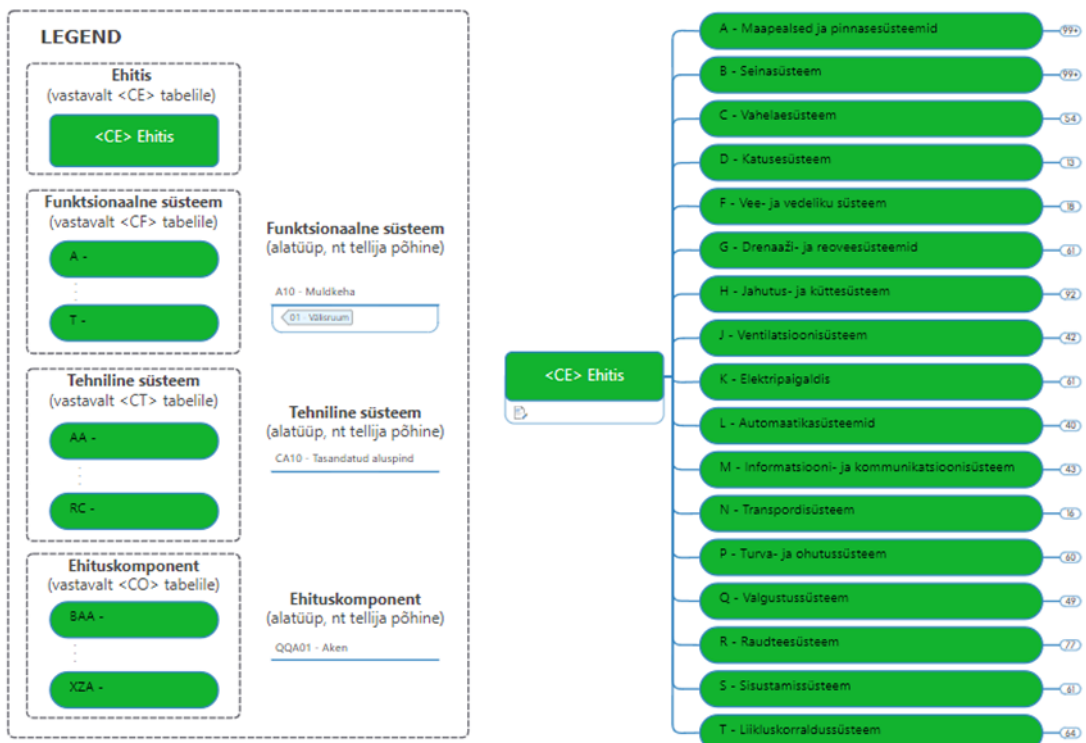 LEGEND
Ehitis
(vastavalt <CE> tabelile)
<CE> Ehitis
Funktsionaalne süsteem
(vastavalt <CF> tabelile)
A -
T -
Funktsionaalne süsteem
(alatüüp, nt tellija põhine)
A10 - Muldkeha
01 - Välisruum
Tehniline süsteem
(vastavalt <CT> tabelile)
AA -
RC -
Tehniline süsteem
(alatüüp, nt tellija põhine)
CA10 - Tasandatud aluspind
Ehituskomponent
(vastavalt <CO> tabelile)
BAA -
XZA -
Ehituskomponent
(alatüüp, nt tellija põhine)
QQA01 - Aken
<CE> Ehitis
A - Maapealsed ja pinnasesüsteemid 99+
B - Seinasüsteem 99+
C - Vahelaesüsteem 54
D - Katusesüsteem 13
F - Vee- ja vedeliku süsteem 18
G - Drenaaži- ja reoveesüsteemid 61
H - Jahutus- ja küttesüsteem 92
J - Ventilatsioonisüsteem 42
K - Elektripaigaldis 61
L - Automaatikasüsteemid 40
M - Informatsiooni- ja kommunikatsioonisüsteem 43
N - Transpordisüsteem 16
P - Turva- ja ohutussüsteem 60
Q - Valgustussüsteem 49
R - Raudteesüsteem 77
S - Sisustamissüsteem 61
T - Liikluskorraldussüsteem 64